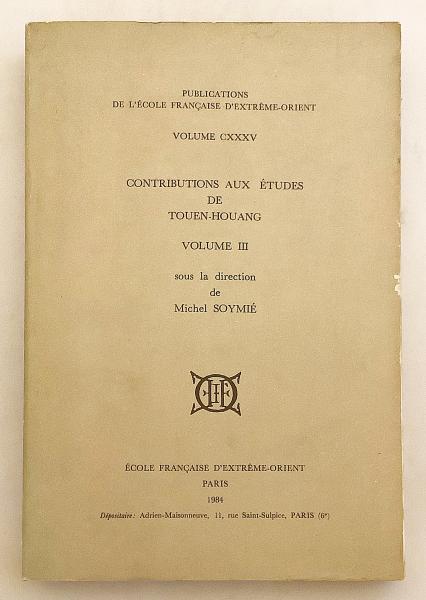 PUBLICATIONS
DE L'ÉCOLE FRANÇAISE D'EXTRÊME-ORIENT
VOLUME CXXXV
CONTRIBUTIONS AUX ÉTUDES
DE
TOUEN-HOUANG
VOLUME III
sous la direction
de
Michel SOYMIÉ
ÉCOLE FRANÇAISE D'EXTRÊME-ORIENT
PARIS
1984
Dépositaire: Adrien-Maisonneuve, 11, rue Saint-Sulpice, PARIS (6e)